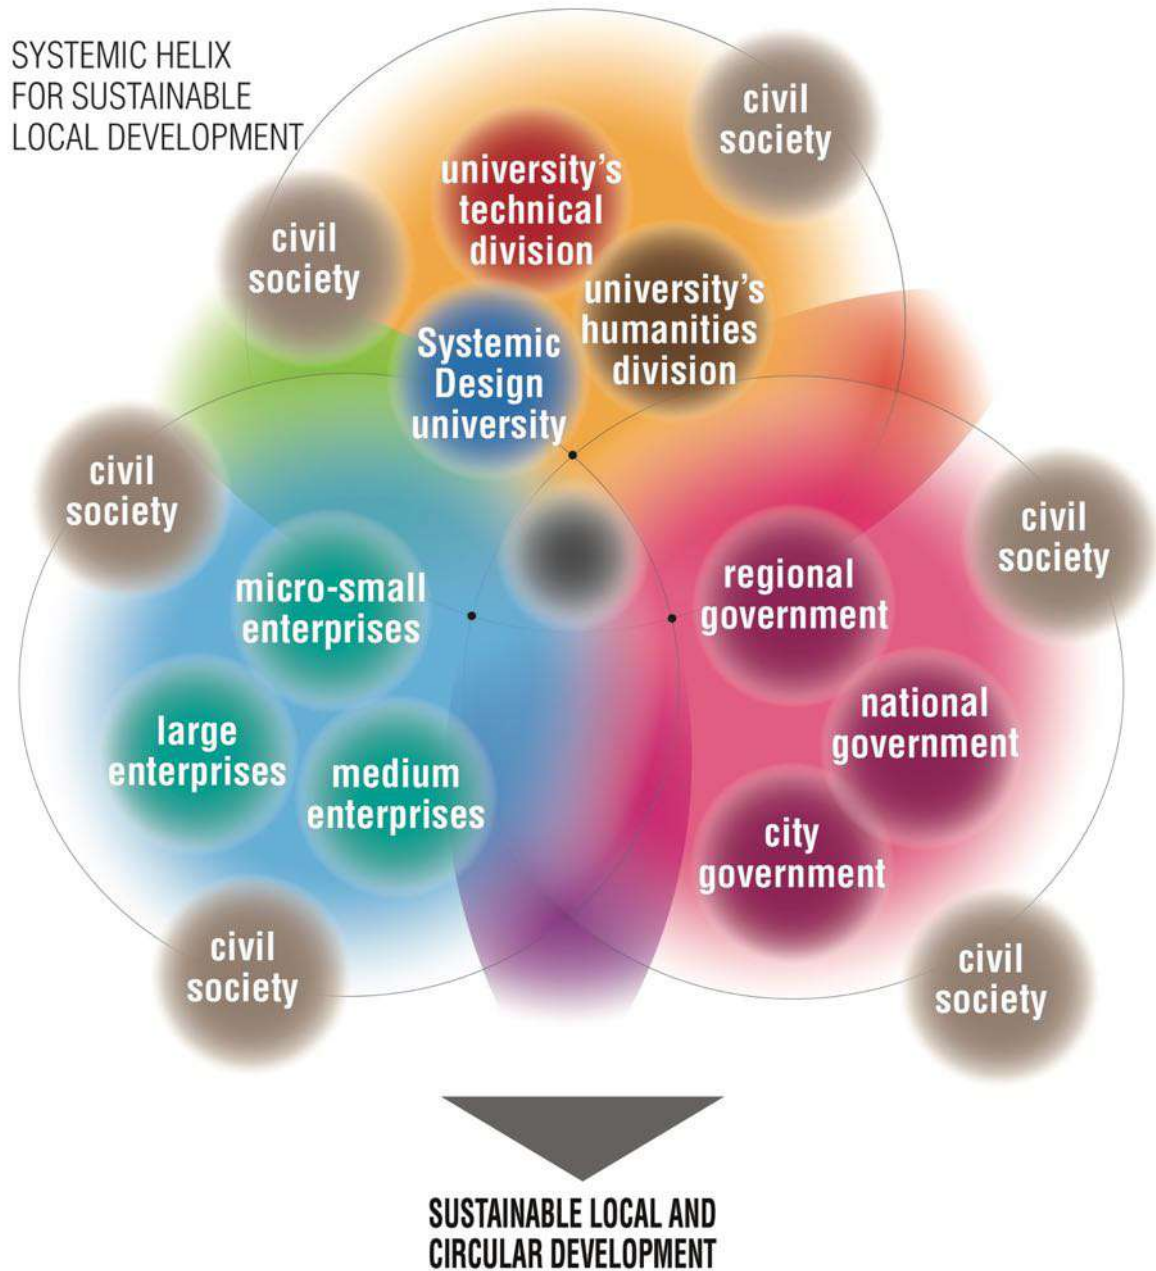 SYSTEMIC HELIX
FOR SUSTAINABLE
LOCAL DEVELOPMENT
civil
society
university's
technical
division
civil
society
university's
humanities
division
Systemic
Design
university
civil
society
civil
society
micro-small
enterprises
regional
government
large
enterprises
medium
enterprises
national
government
city
government
civil
society
civil
society
SUSTAINABLE LOCAL AND
CIRCULAR DEVELOPMENT